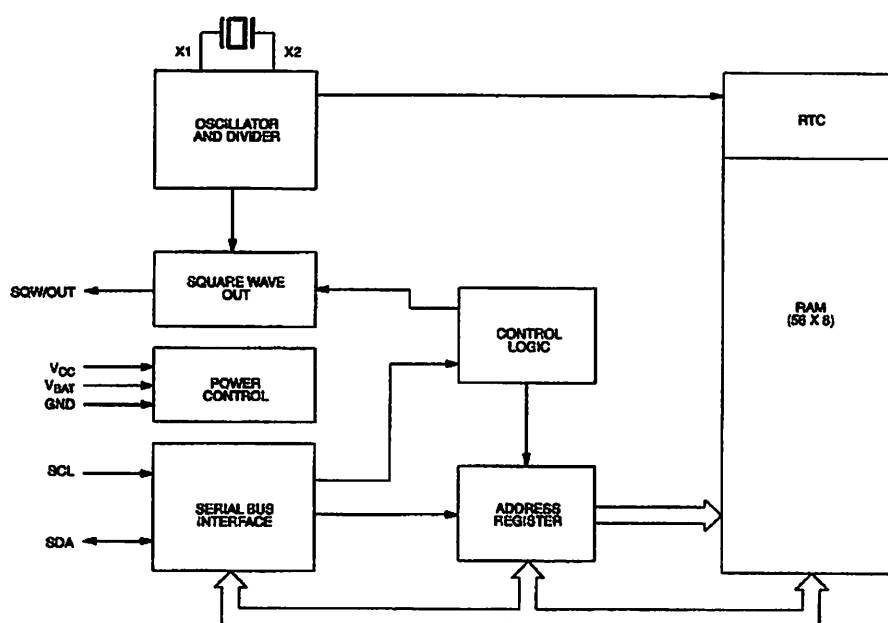 X1
X2
OSCILLATOR
AND DIVIDER
RTC
SQW/OUT
SQUARE WAVE
OUT
CONTROL
LOGIC
RAM
(56 X 8)
VCC
VBAT
GND
POWER
CONTROL
SCL
SDA
SERIAL BUS
INTERFACE
ADDRESS
REGISTER